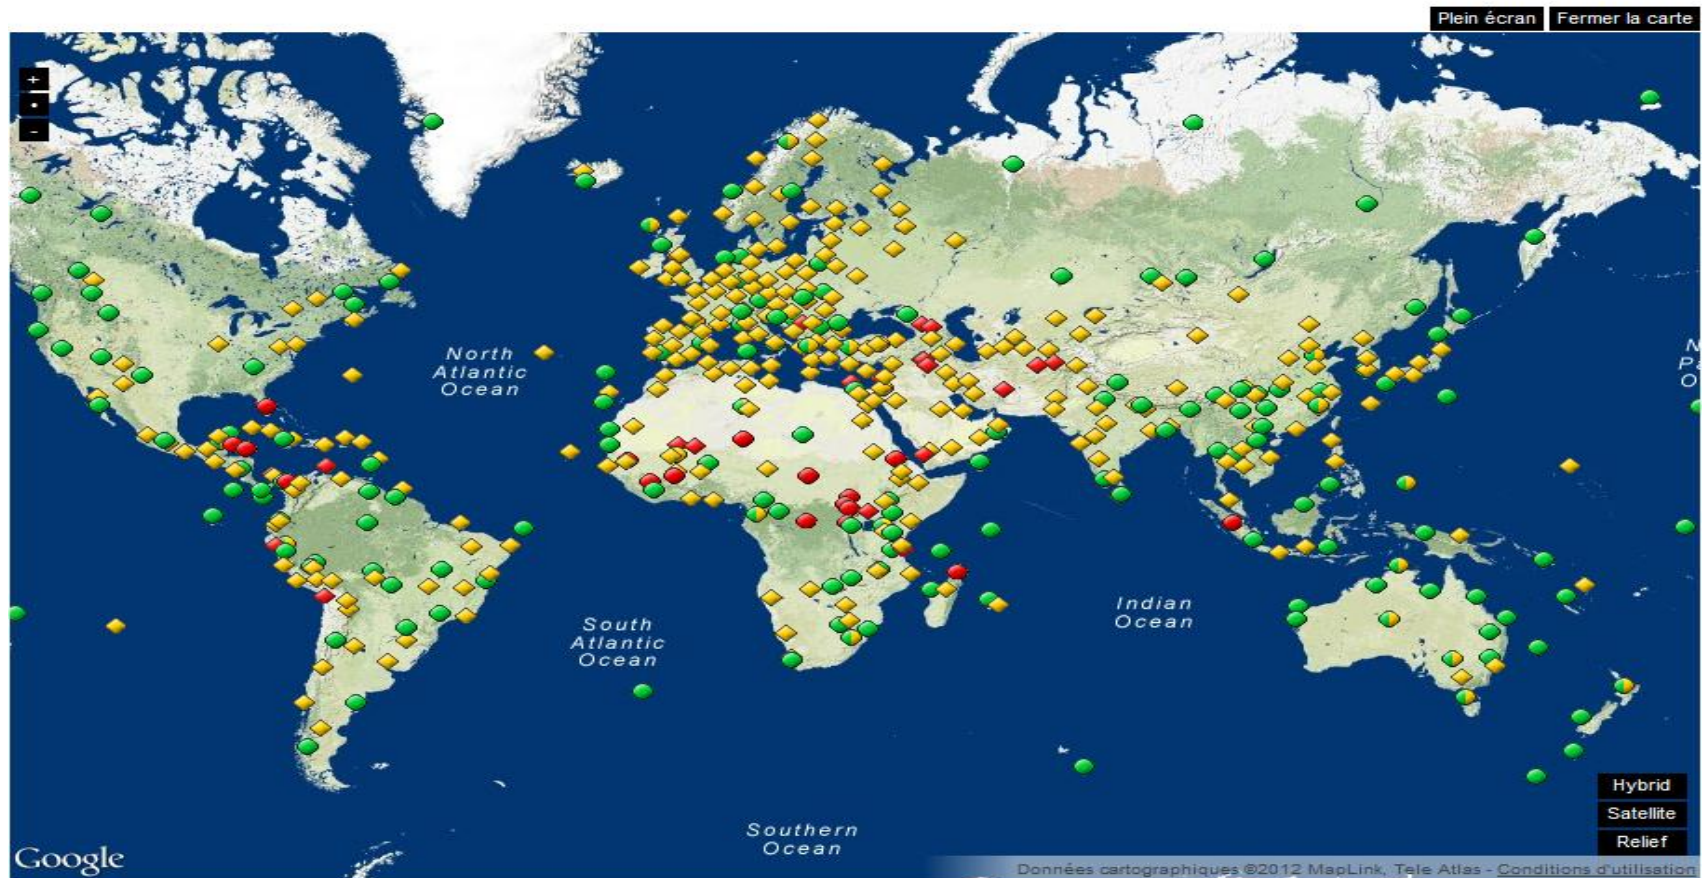 Plein écran Fermer la carte
+
-
North
Atlantic
Ocean
N
P
O
South
Atlantic
Ocean
Indian
Ocean
Southern
Ocean
Hybrid
Satellite
Relief
Google
Données cartographiques ©2012 MapLink, Tele Atlas - Conditions d'utilisation